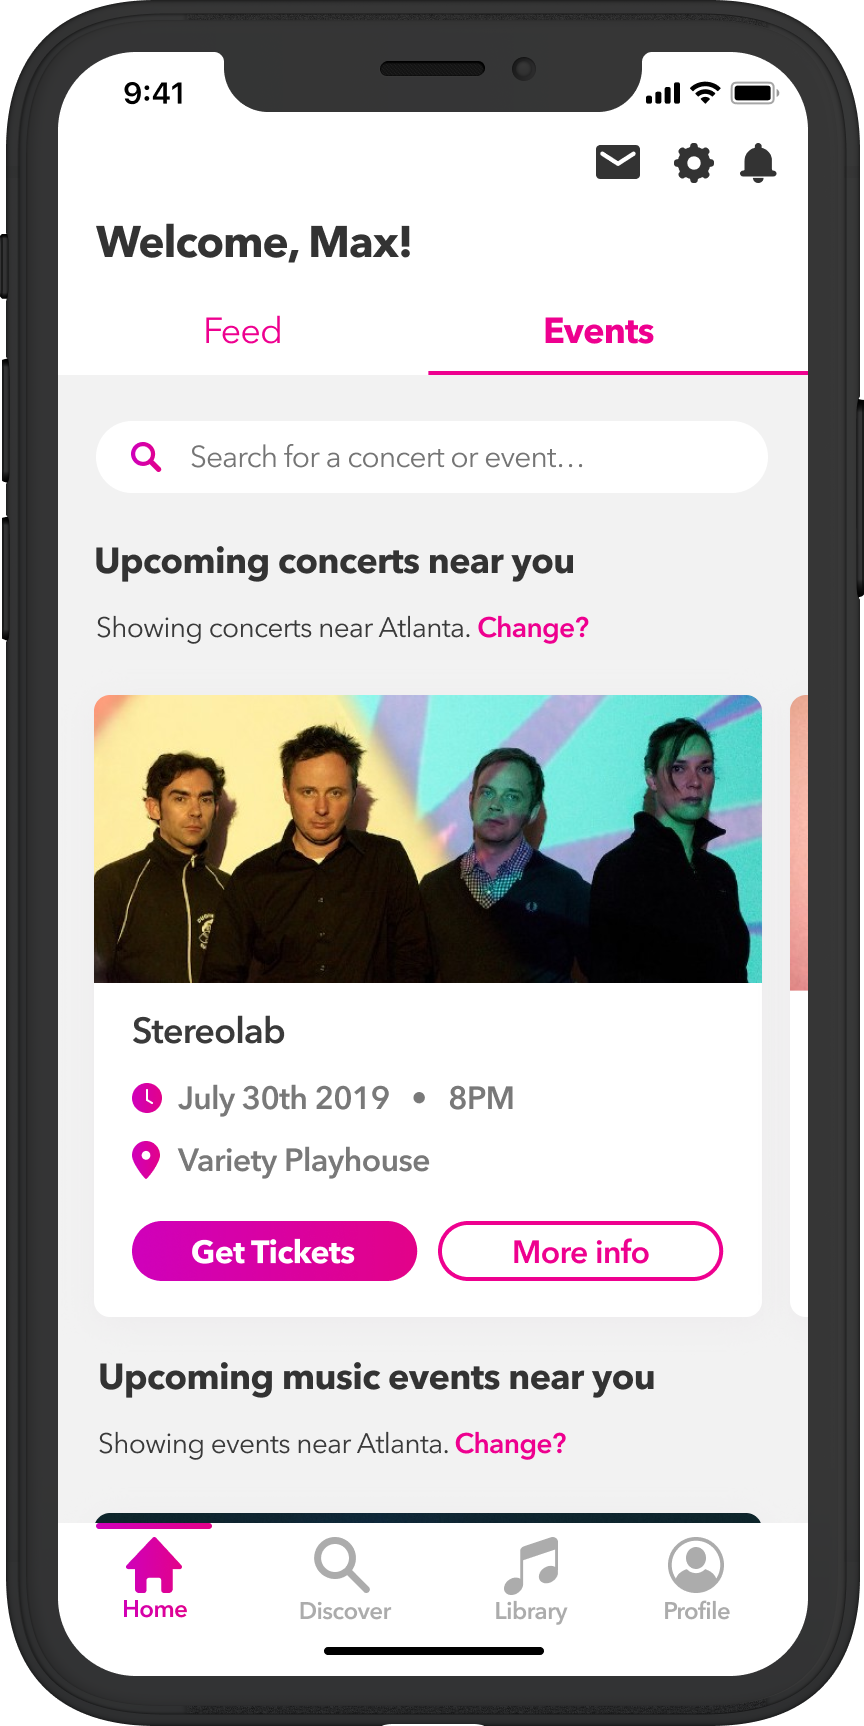 9:41
Welcome, Max!
Feed Events
Search for a concert or event...
Upcoming concerts near you
Showing concerts near Atlanta. Change?
Stereolab
July 30th 2019 • 8PM
Variety Playhouse
Get Tickets More info
Upcoming music events near you
Showing events near Atlanta. Change?
Home Discover Library Profile